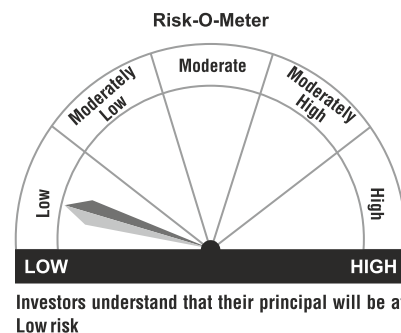 Risk-O-Meter
Moderate
Moderately
Low
Moderately
High
Low
High
LOW
HIGH
Investors understand that their principal will be
Low risk